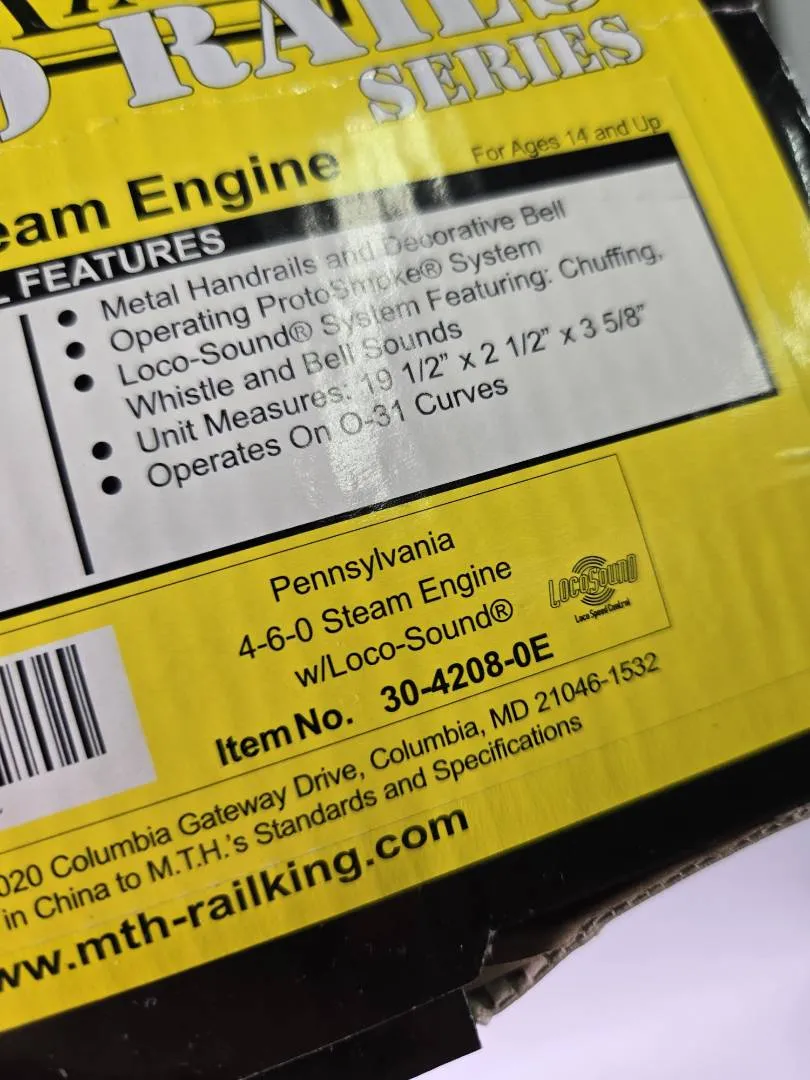 RAILS
SERIES
For Ages 14 and Up
eam Engine
FEATURES
● Metal Handrails and Decorative Bell
● Operating ProtoSmoke® System
● Loco-Sound® System Featuring: Chuffing,
Whistle and Bell Sounds
● Unit Measures: 19 1/2” x 2 1/2” x 3 5/8”
● Operates On O-31 Curves
Pennsylvania
4-6-0 Steam Engine
w/Loco-Sound®
LocoSound
Loco Speed Control
Item No. 30-4208-0E
020 Columbia Gateway Drive, Columbia, MD 21046-1532
in China to M.T.H.'s Standards and Specifications
ww.mth-railking.com